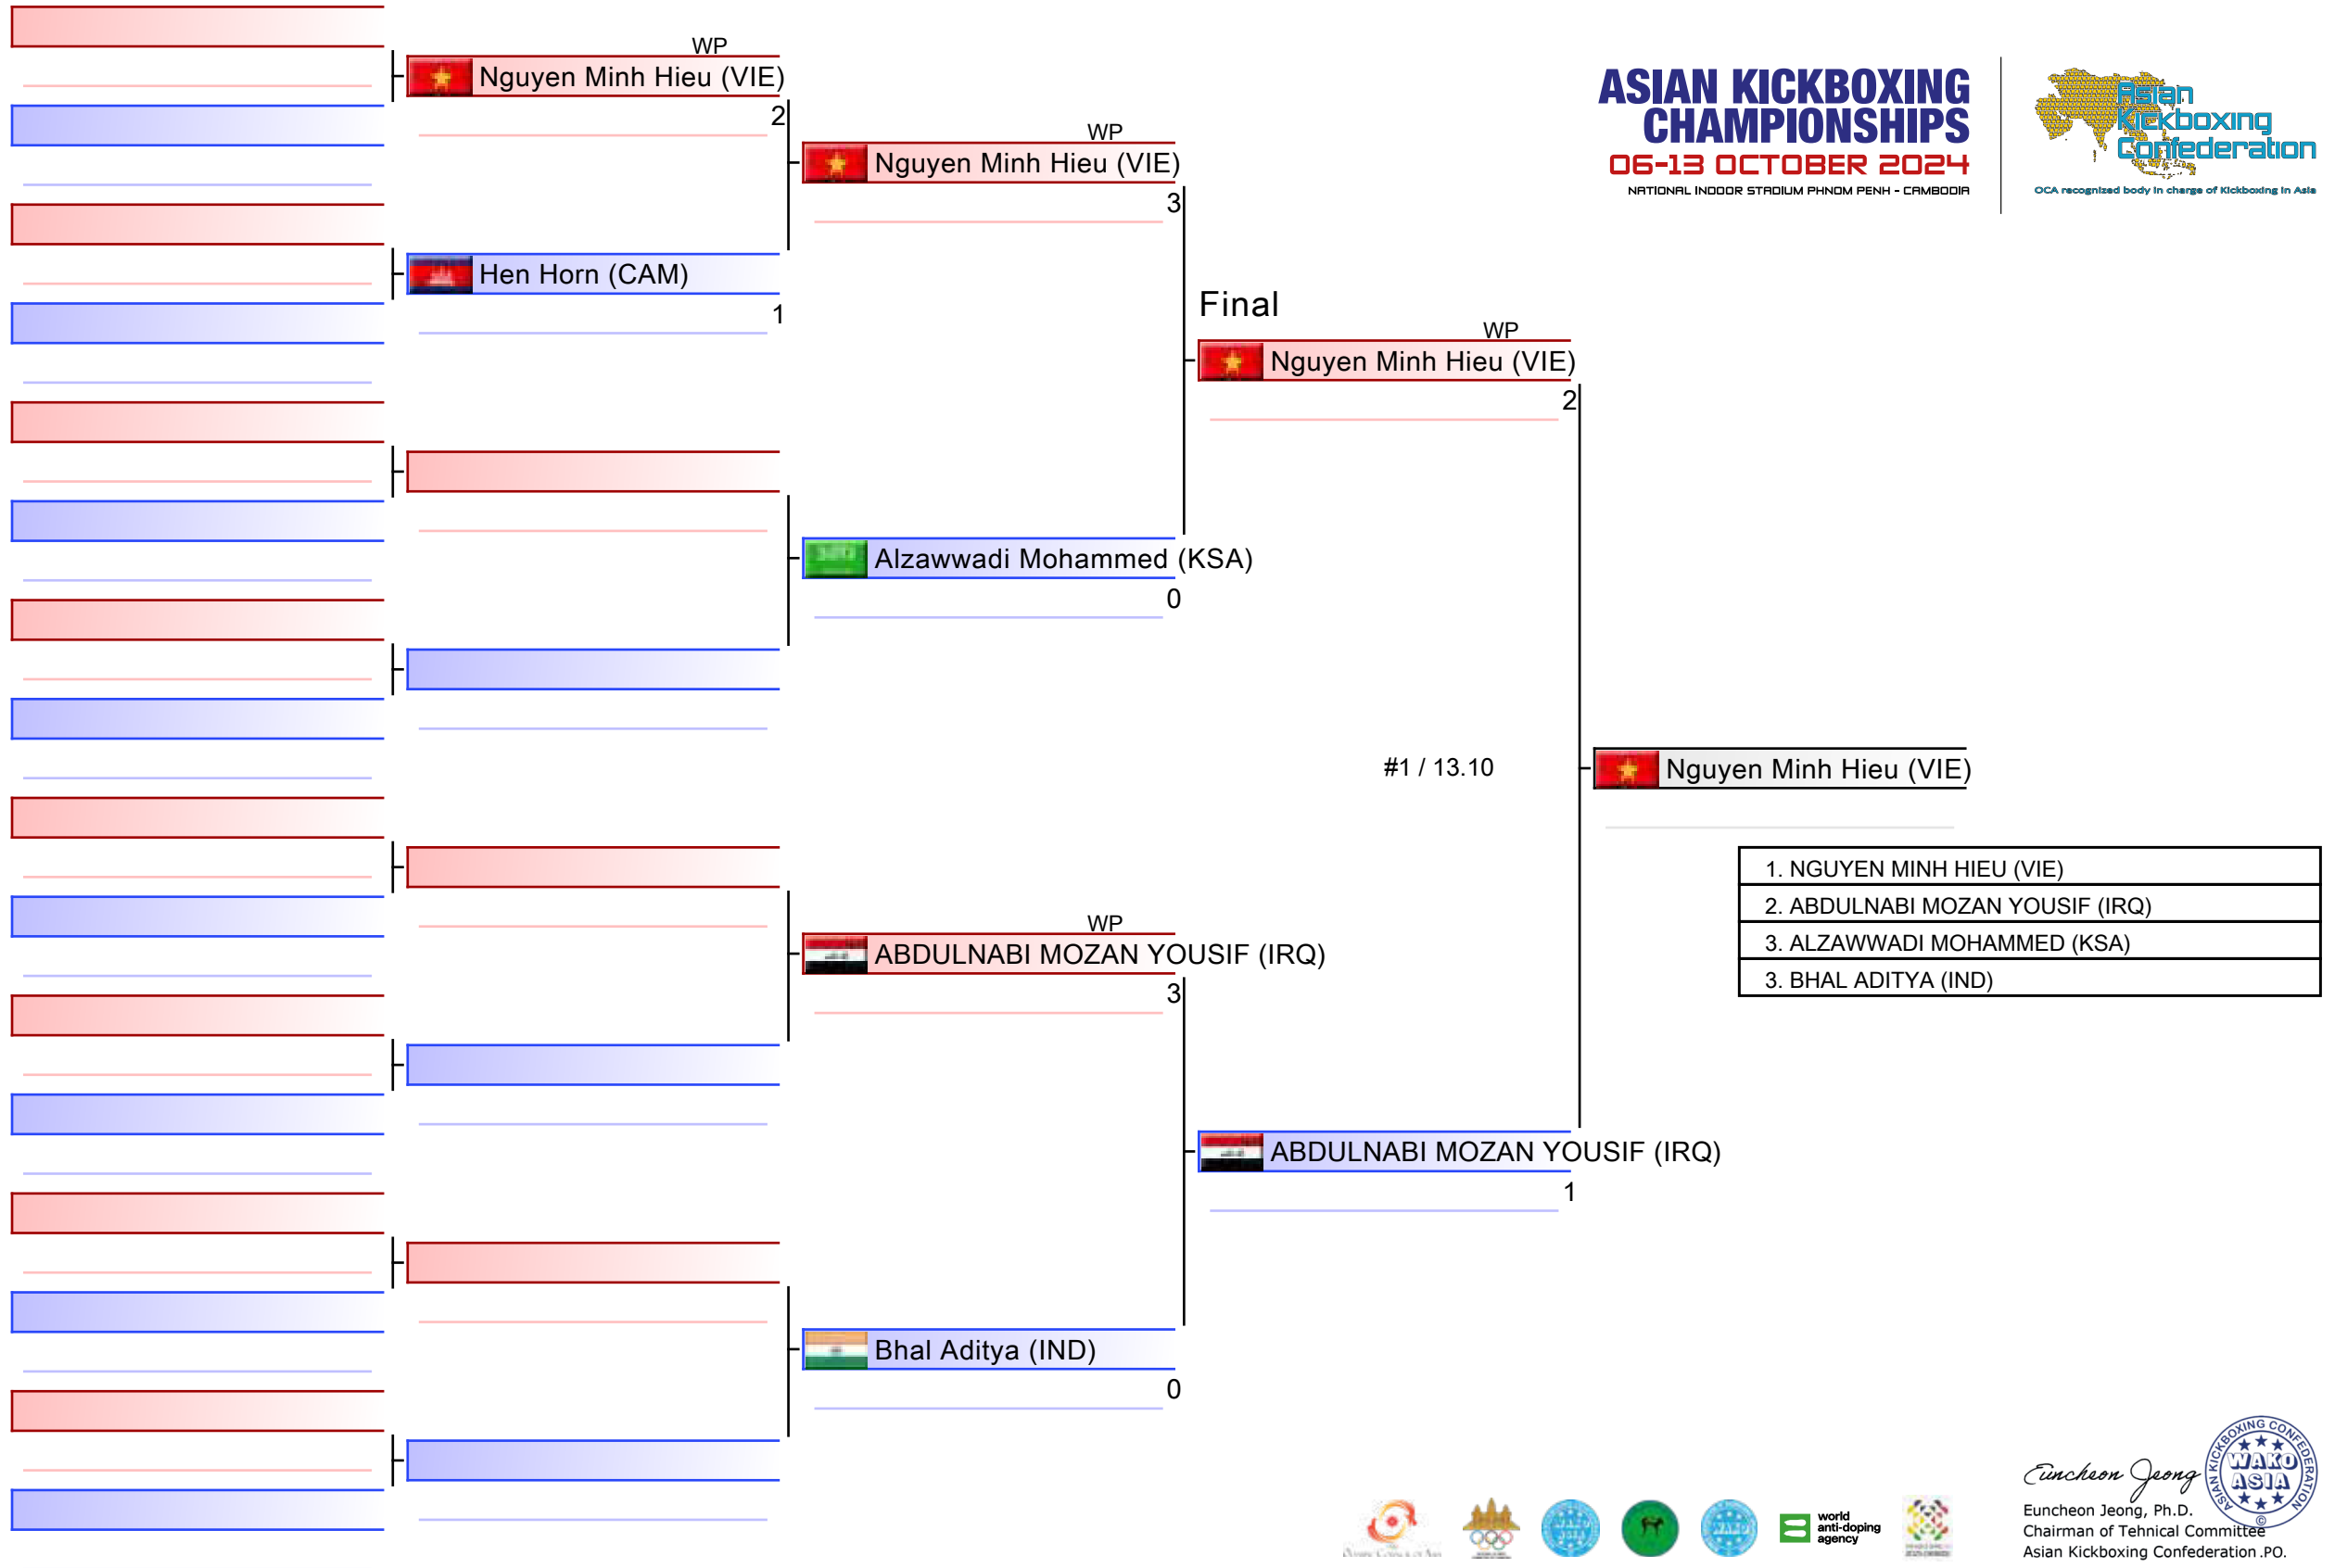 WP
Nguyen Minh Hieu (VIE)
2
Hen Horn (CAM)
1
WP
Nguyen Minh Hieu (VIE)
3
Alzawwadi Mohammed (KSA)
0
WP
ABDULNABI MOZAN YOUSIF (IRQ)
3
Bhal Aditya (IND)
0
Final
WP
Nguyen Minh Hieu (VIE)
2
#1 / 13.10
ABDULNABI MOZAN YOUSIF (IRQ)
1
Nguyen Minh Hieu (VIE)
ASIAN KICKBOXING
CHAMPIONSHIPS
06-13 OCTOBER 2024
NATIONAL INDOOR STADIUM PHNOM PENH - CAMBODIA
Asian
Kickboxing
Confederation
OCA recognized body in charge of Kickboxing in Asia
1. NGUYEN MINH HIEU (VIE)
2. ABDULNABI MOZAN YOUSIF (IRQ)
3. ALZAWWADI MOHAMMED (KSA)
3. BHAL ADITYA (IND)
world
anti-doping
agency
Euncheon Jeong
ASIAN KICKBOXING CONFEDERATION
WAKO
ASIA
©
Euncheon Jeong, Ph.D.
Chairman of Tehnical Committee
Asian Kickboxing Confederation.PO.